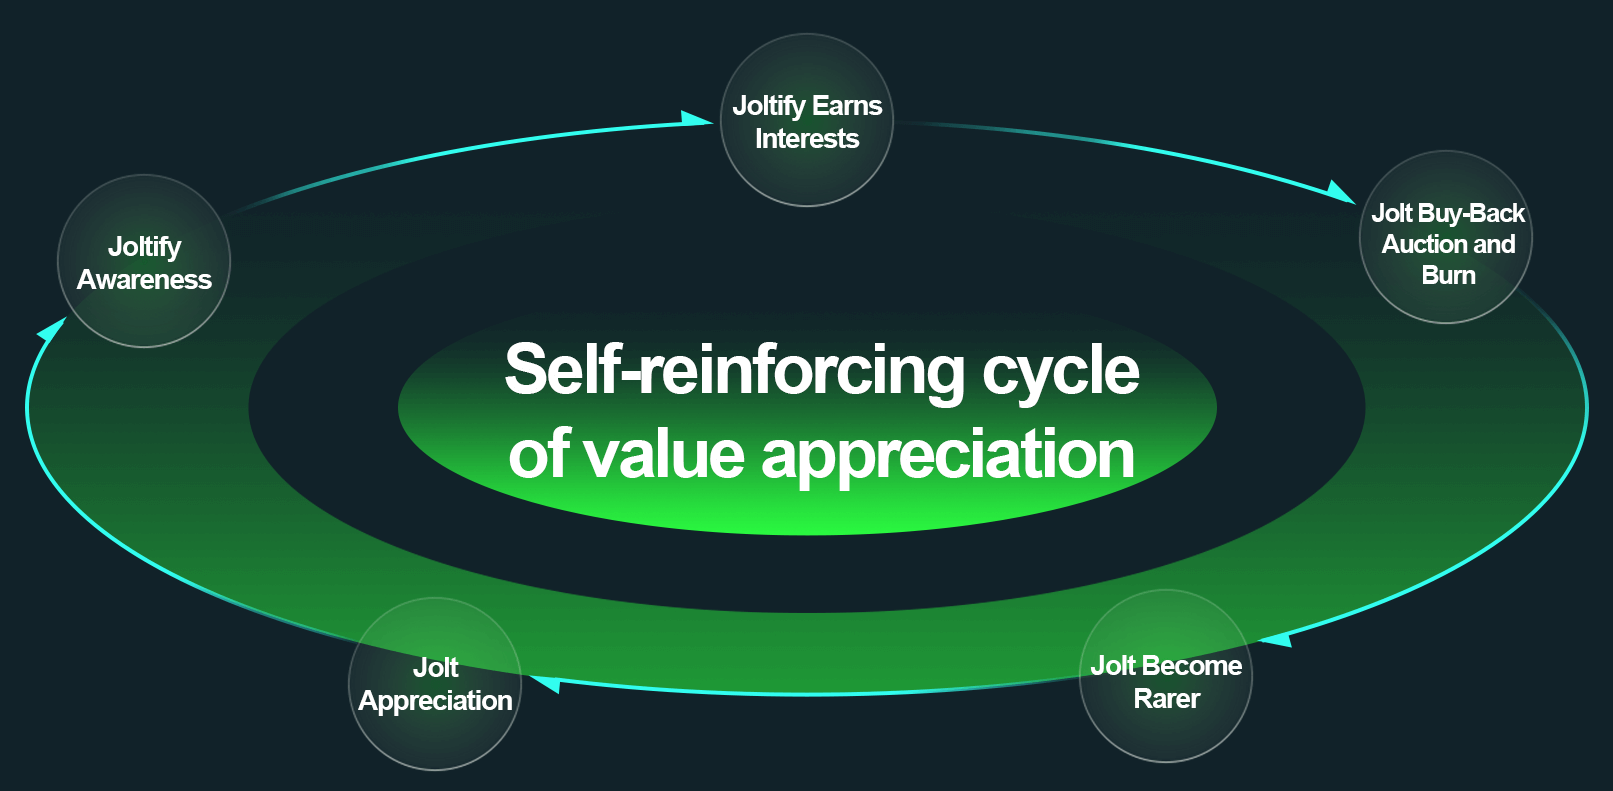 Joltify Earns
Interests
Jolt Buy-Back
Auction and
Burn
Joltify
Awareness
Self-reinforcing cycle
of value appreciation
Jolt Become
Rarer
Jolt
Appreciation